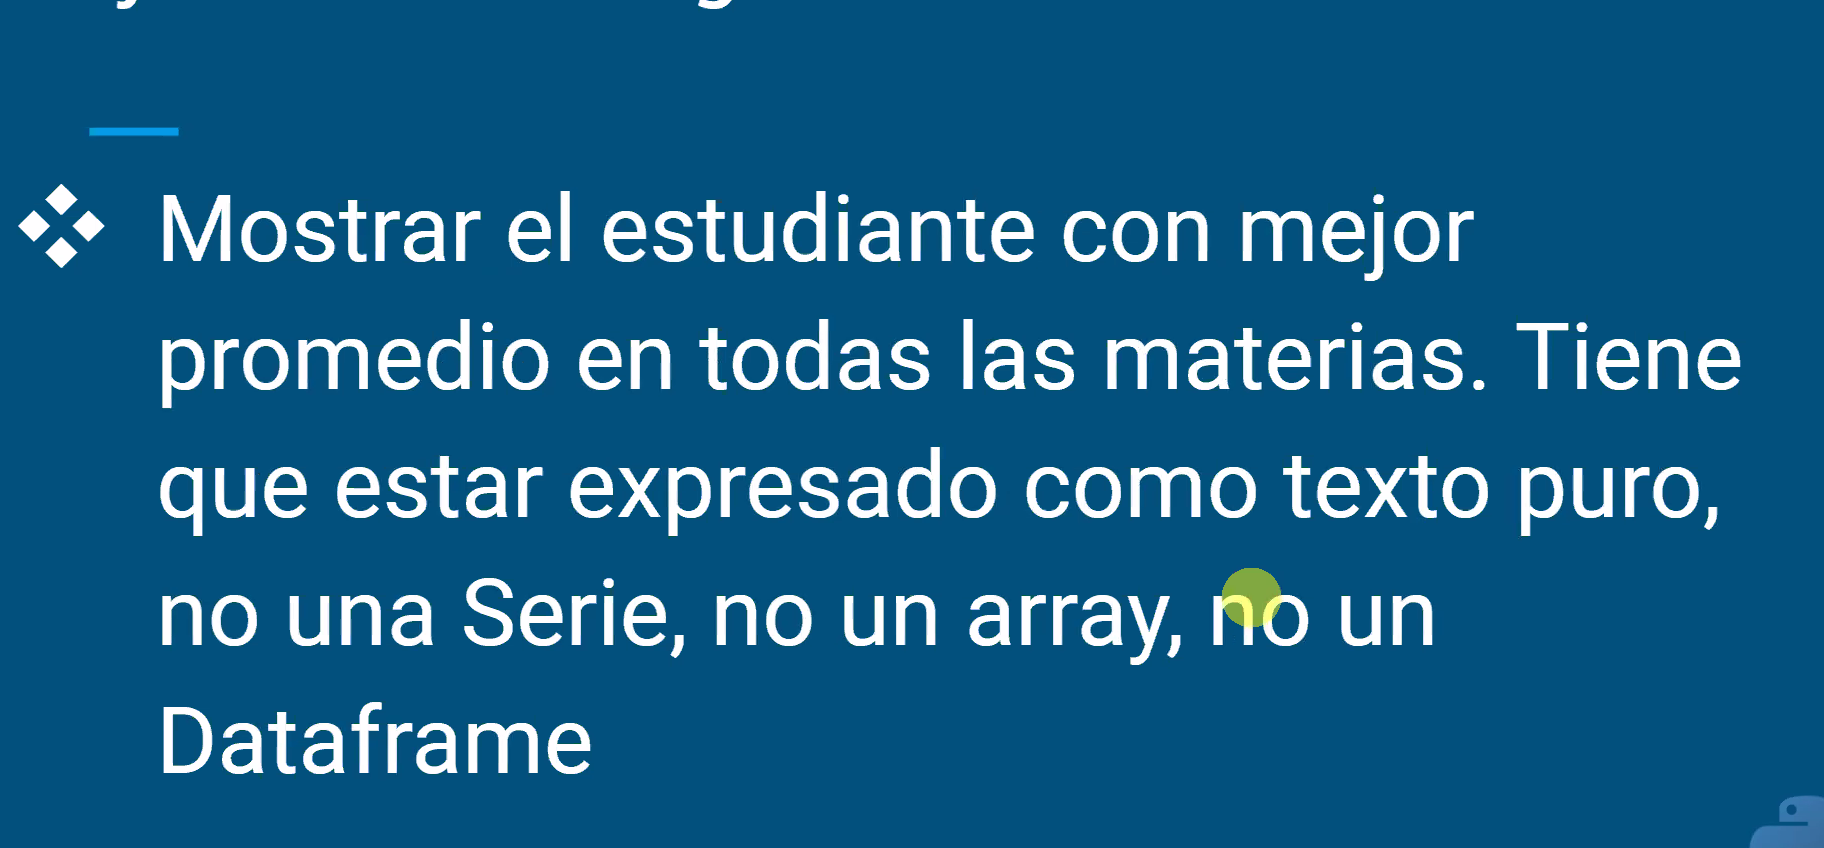 Mostrar el estudiante con mejor
promedio en todas las materias. Tiene
que estar expresado como texto puro,
no una Serie, no un array, no un
Dataframe